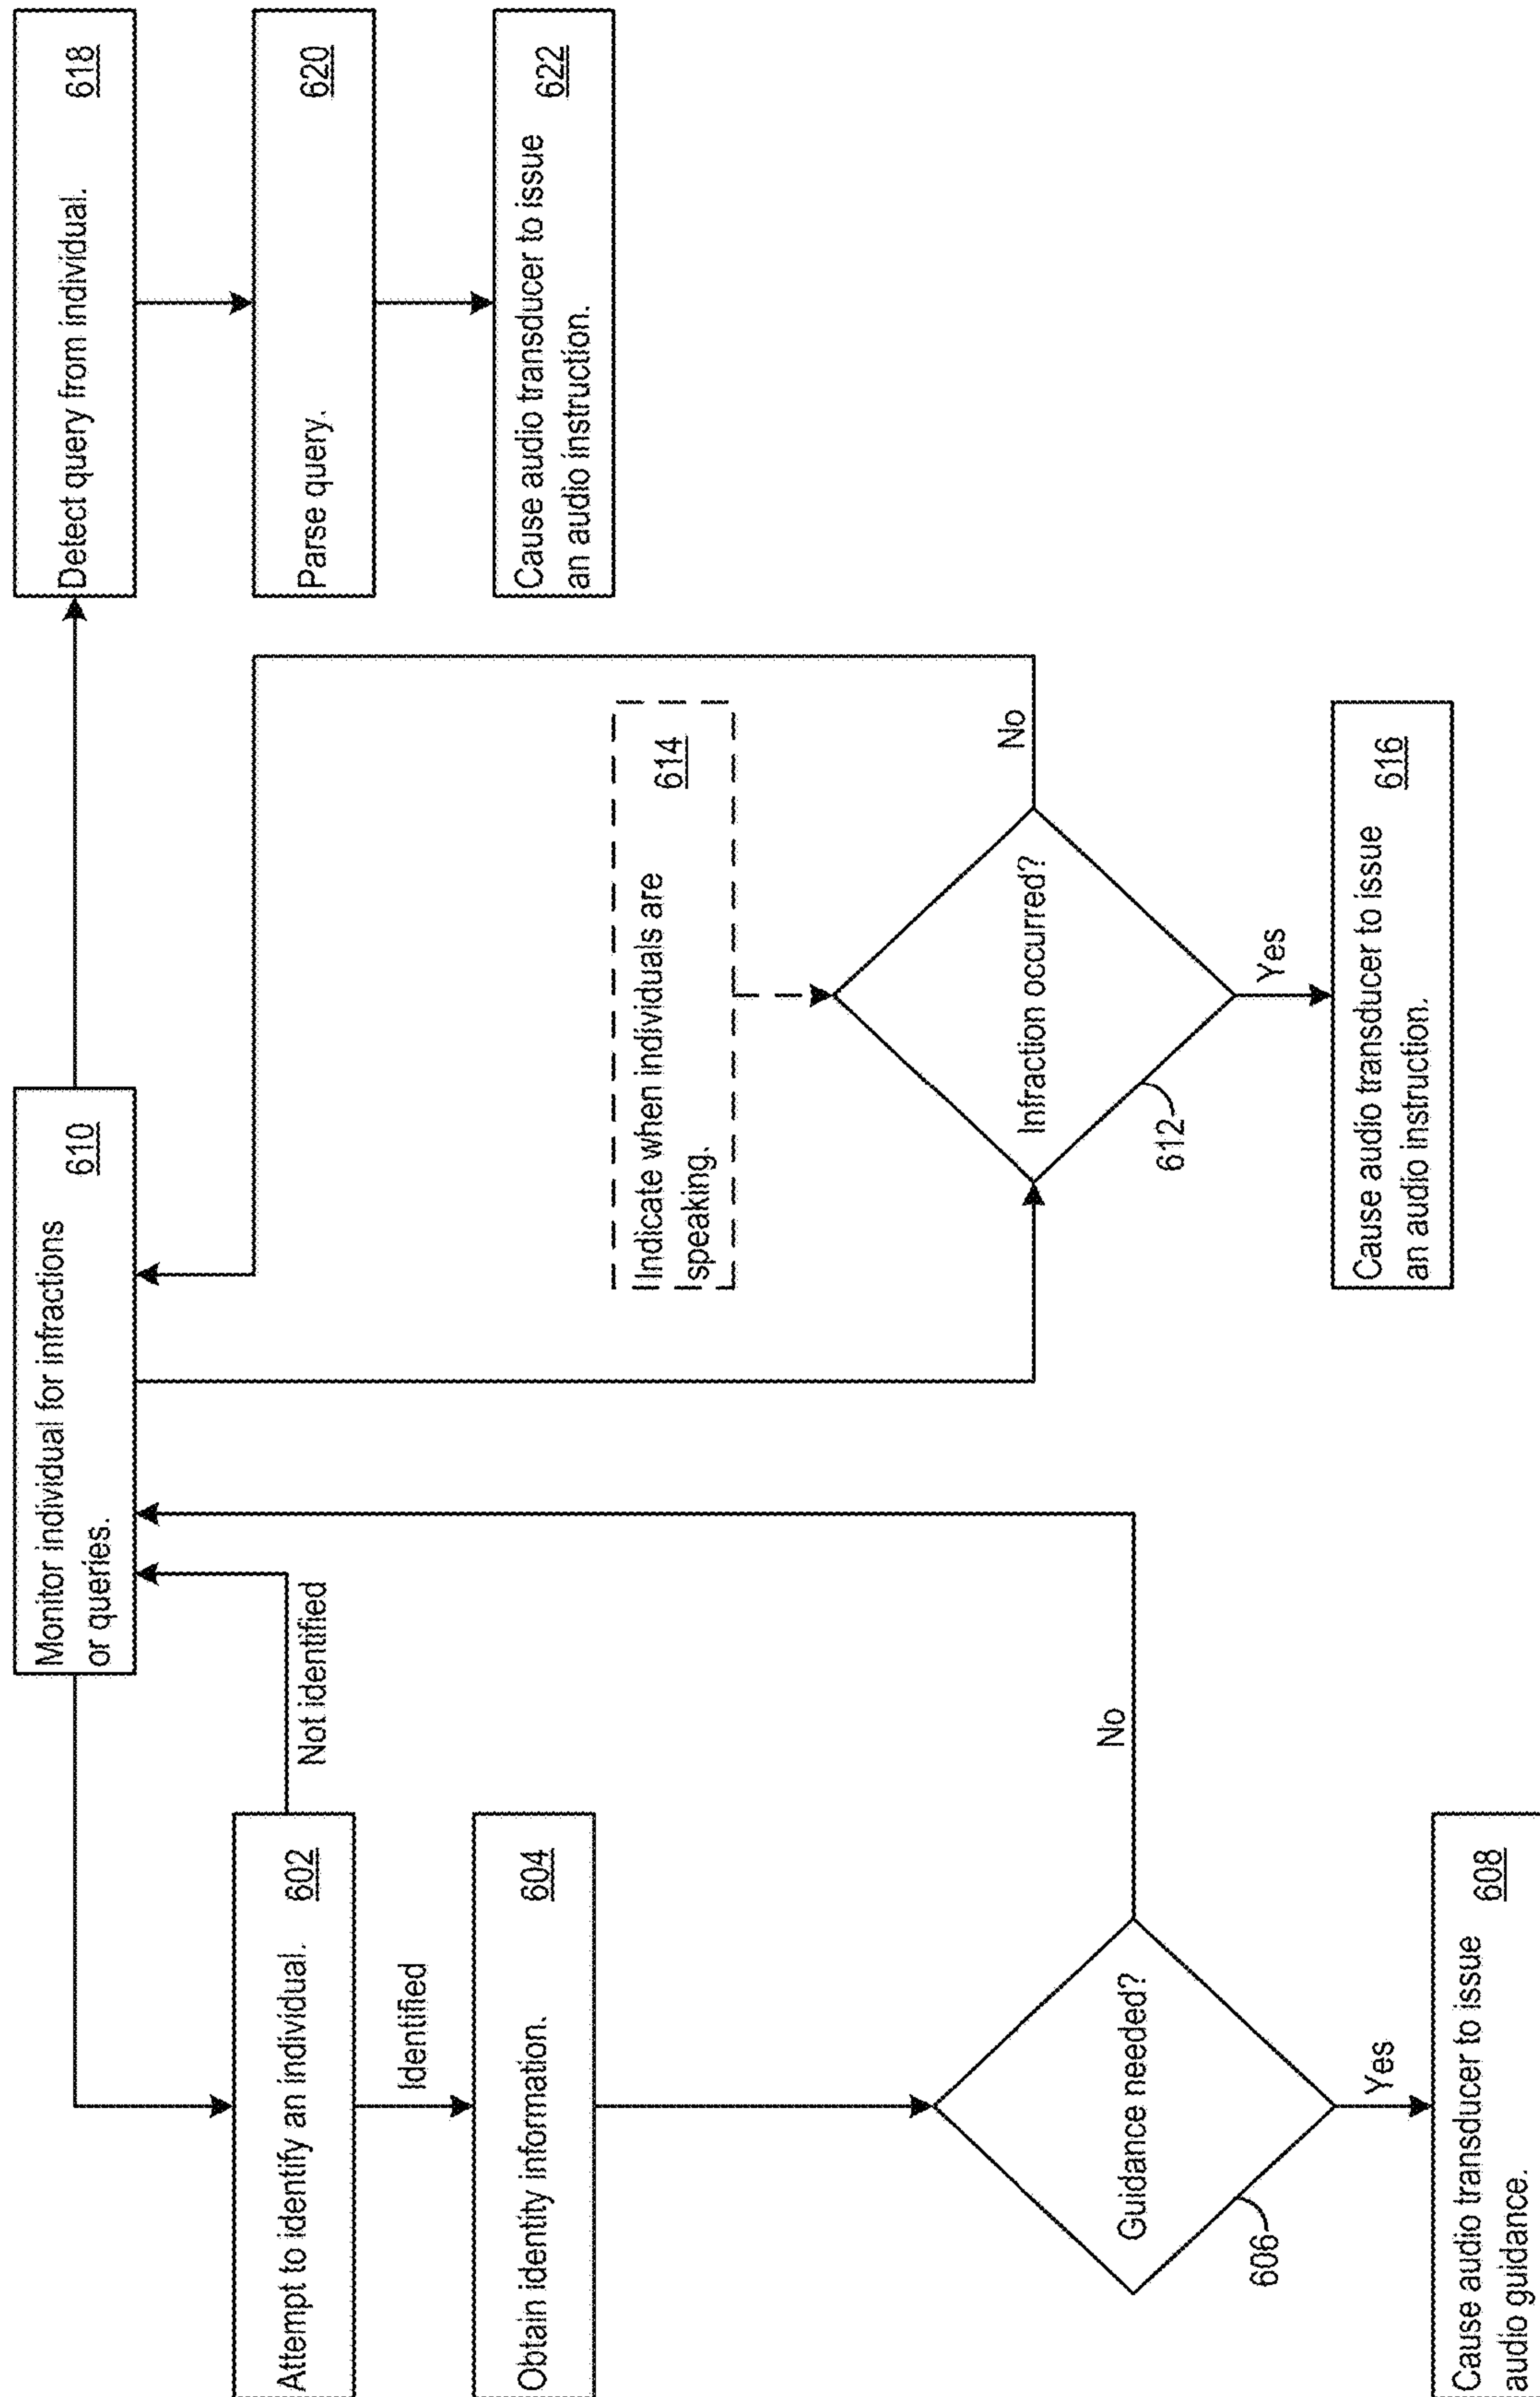 Monitor individual for infractions
or queries.
610
Attempt to identify an individual.
602
Not identified
Identified
Obtain identity information.
604
Guidance needed?
606
No
Yes
Cause audio transducer to issue
audio guidance.
608
Indicate when individuals are
speaking.
614
Infraction occurred?
612
No
Yes
Cause audio transducer to issue
an audio instruction.
616
Detect query from individual.
618
Parse query.
620
Cause audio transducer to issue
an audio instruction.
622